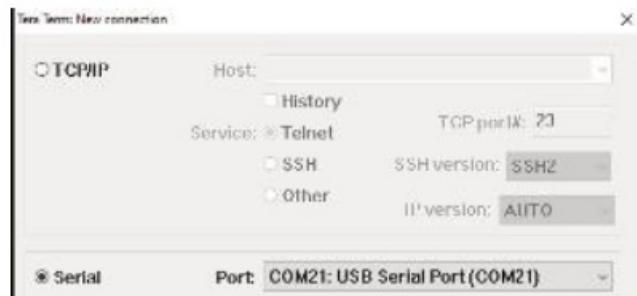 Tera Term: New connection
TCP/IP Host:
History
Service: Telnet TCP port#: 23
SSH SSH version: SSH2
Other IP version: AUTO
Serial Port: COM21: USB Serial Port (COM21)